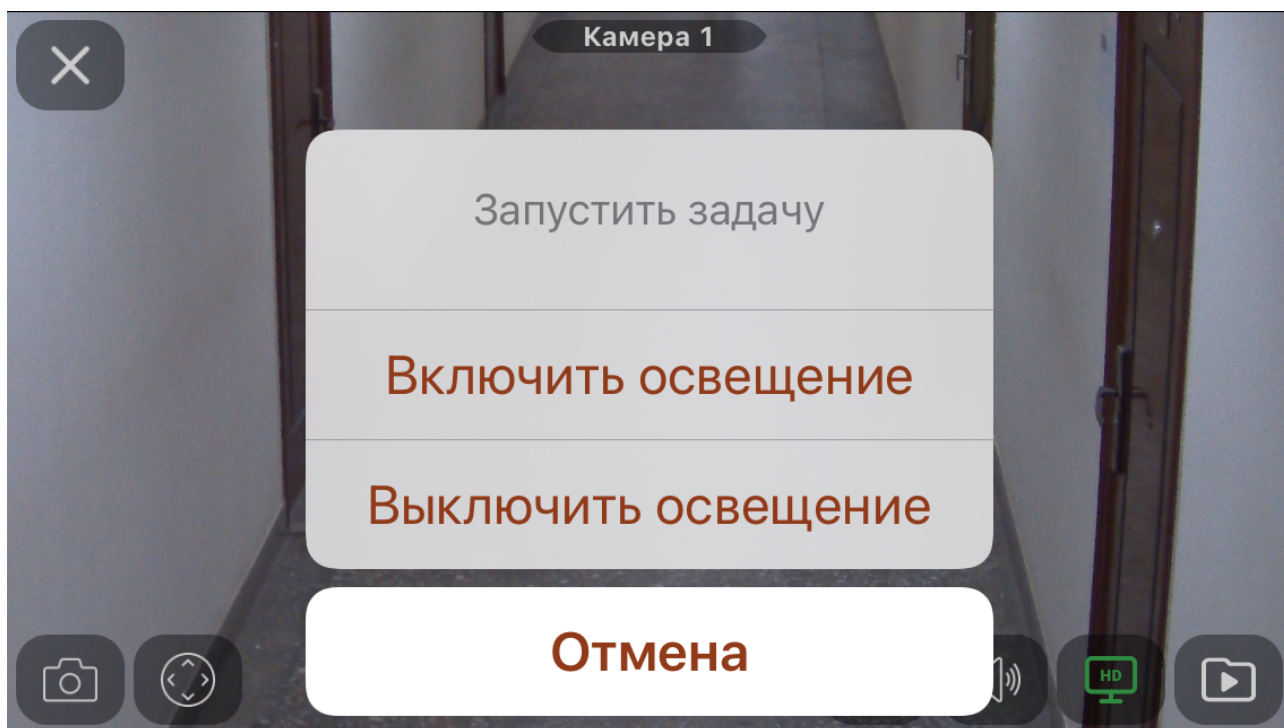 Камера 1
Запустить задачу
Включить освещение
Выключить освещение
Отмена
HD